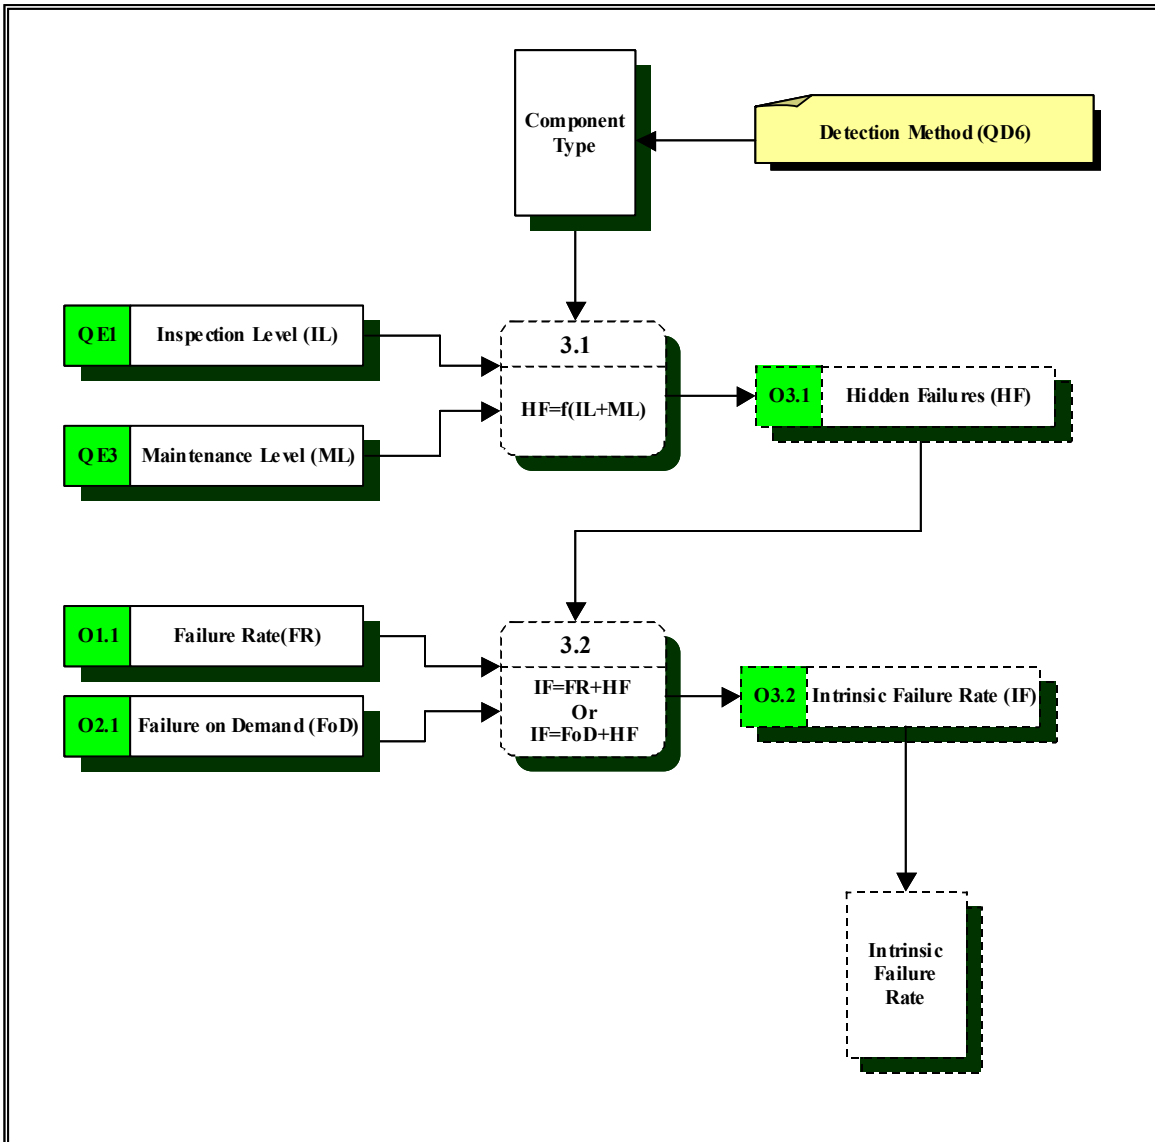 Component
Type
Detection Method (QD6)
QE1
Inspection Level (IL)
3.1
HF=f(IL+ML)
QE3
Maintenance Level (ML)
O3.1
Hidden Failures (HF)
O1.1
Failure Rate(FR)
3.2
IF=FR+HF
Or
IF=FoD+HF
O2.1
Failure on Demand (FoD)
O3.2
Intrinsic Failure Rate (IF)
Intrinsic
Failure
Rate